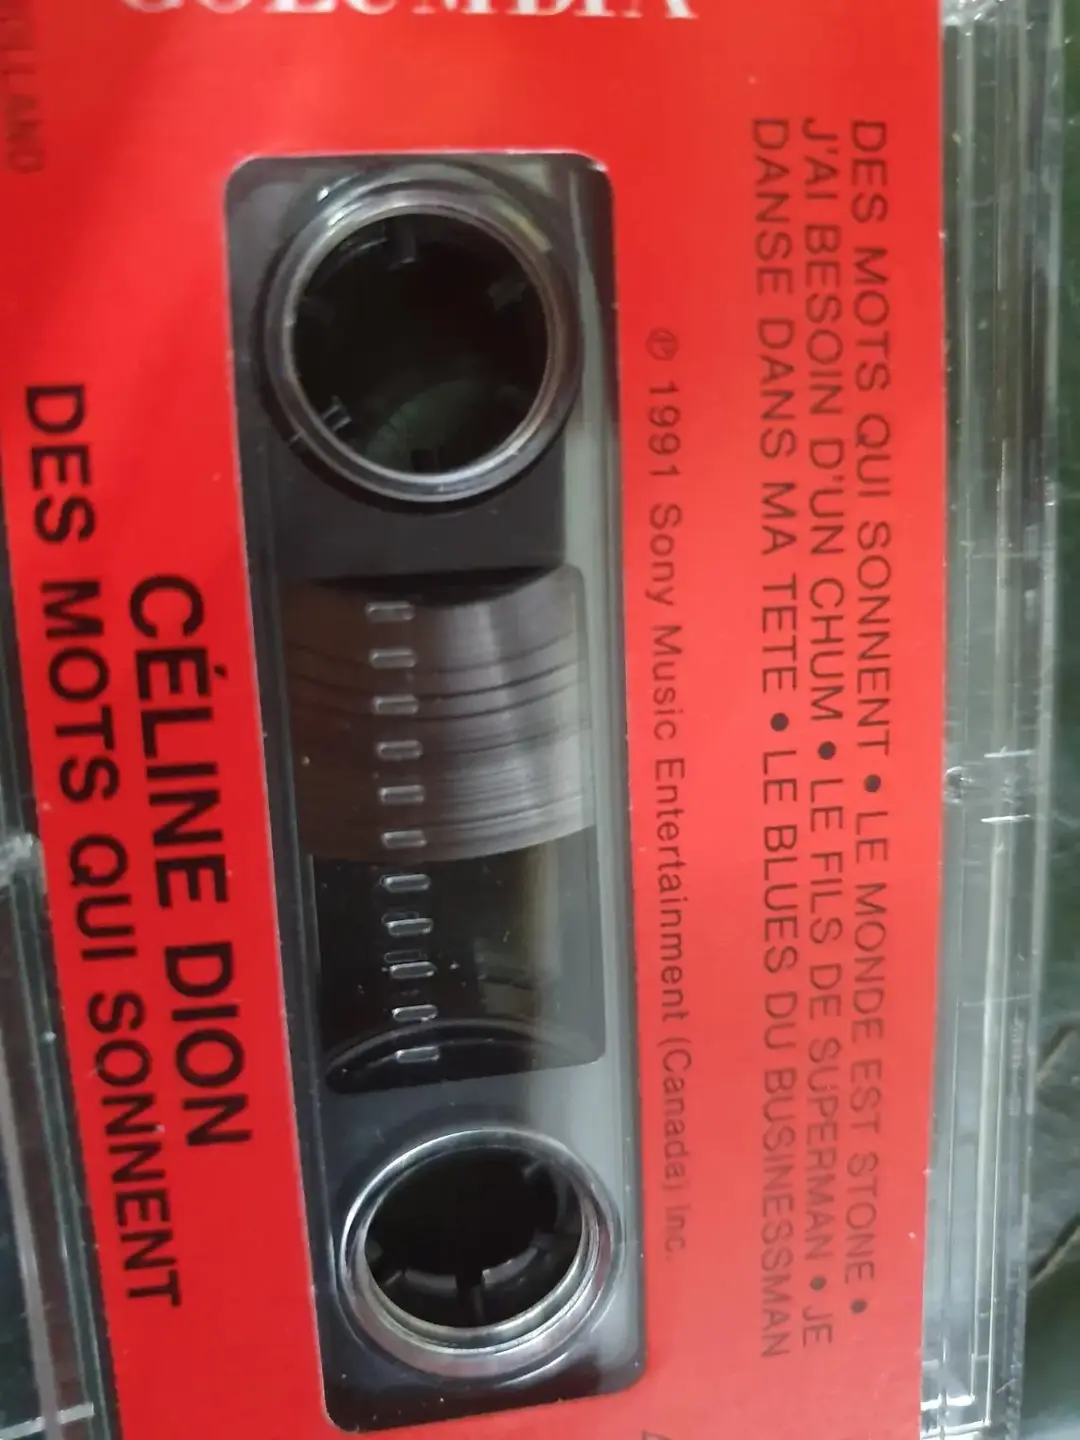 DES MOTS QUI SONNENT • LE MONDE EST STONE •
J'AI BESOIN D'UN CHUM • LE FILS DE SUPERMAN • JE
DANSE DANS MA TETE • LE BLUES DU BUSINESSMAN
℗ 1991 Sony Music Entertainment (Canada) Inc.
CÉLINE DION
DES MOTS QUI SONNENT
COLUMBIA